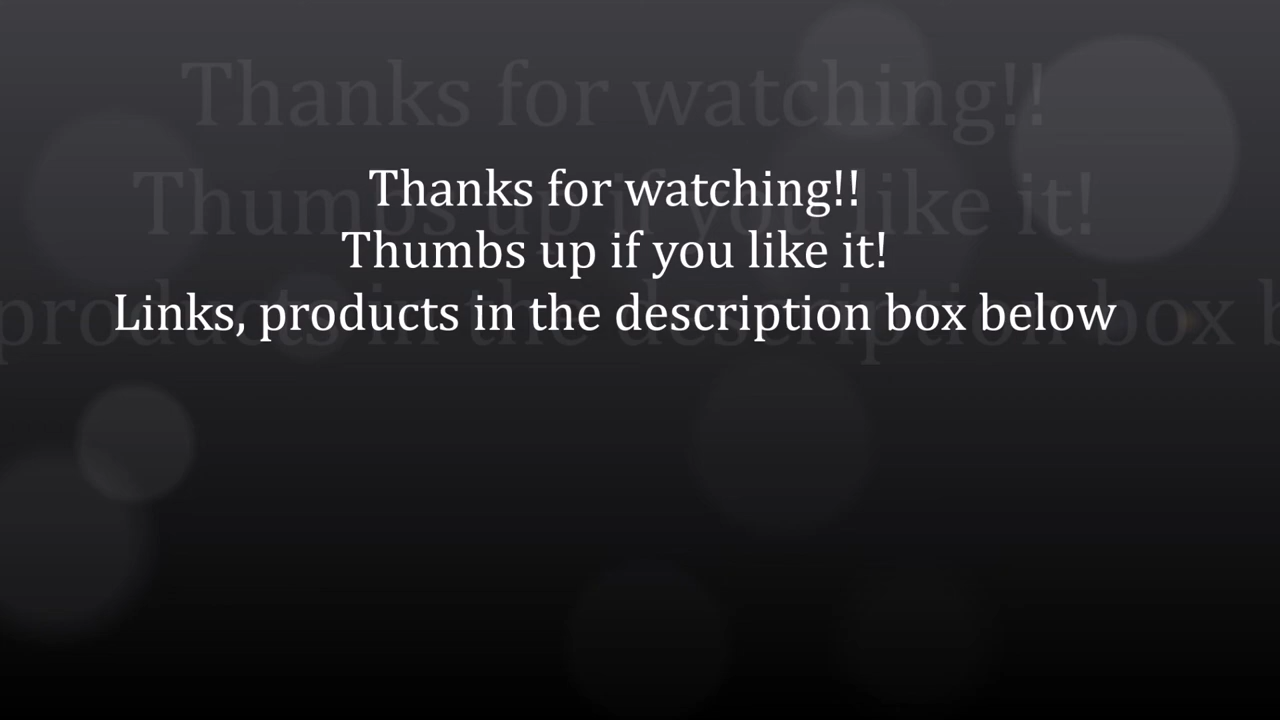 Thanks for watching!!
Thumbs up if you like it!
Links, products in the description box below